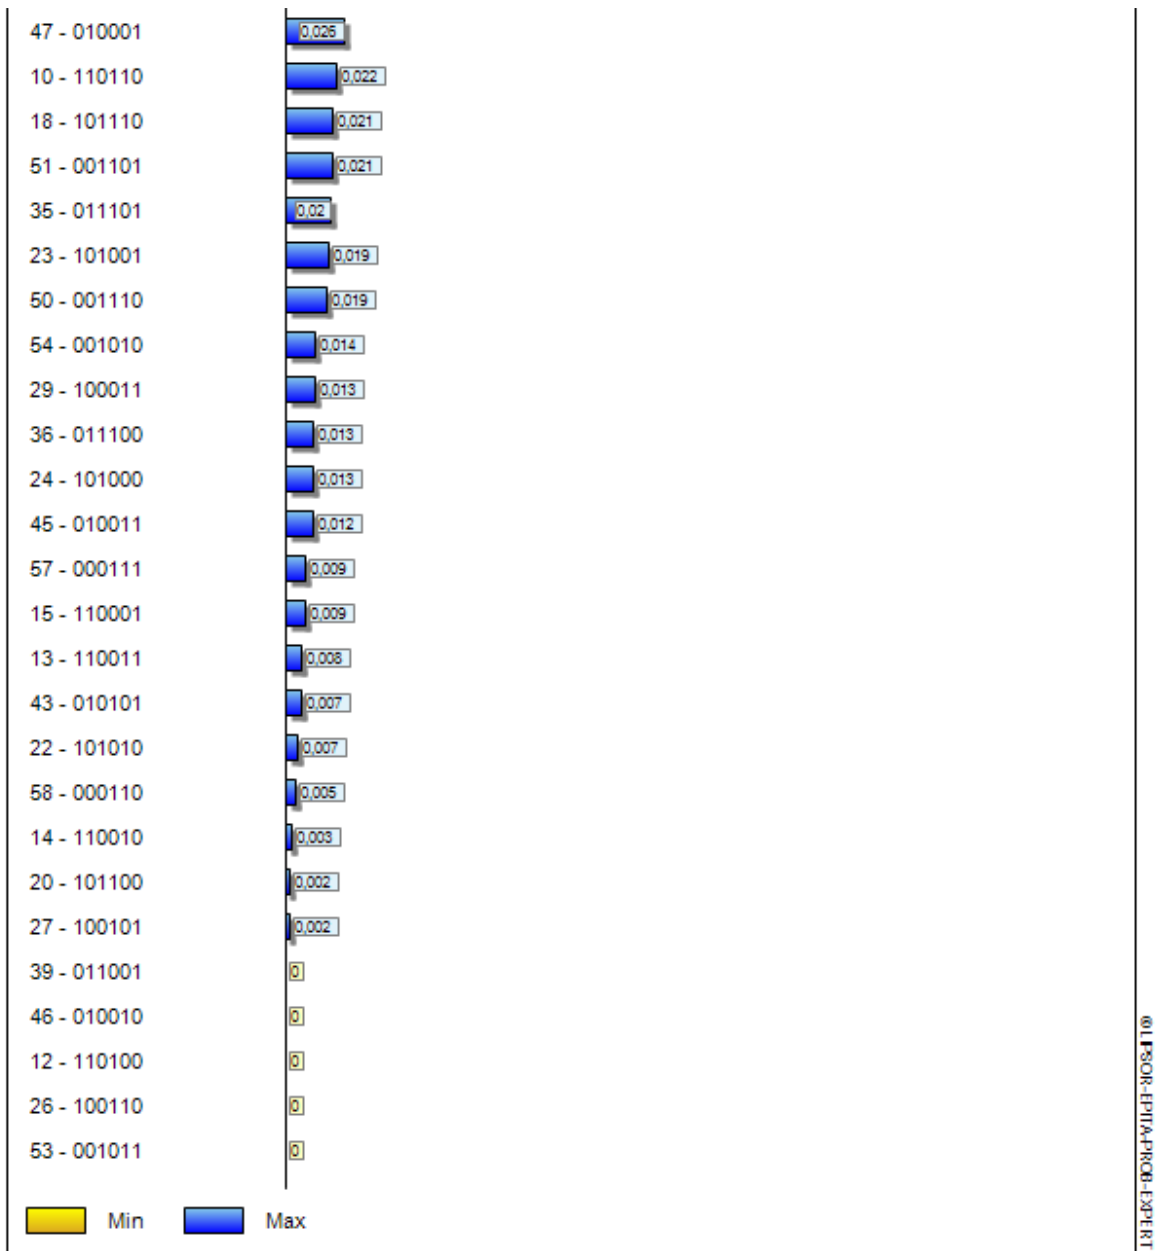 47 - 010001 0,026
10 - 110110 0,022
18 - 101110 0,021
51 - 001101 0,021
35 - 011101 0,02
23 - 101001 0,019
50 - 001110 0,019
54 - 001010 0,014
29 - 100011 0,013
36 - 011100 0,013
24 - 101000 0,013
45 - 010011 0,012
57 - 000111 0,009
15 - 110001 0,009
13 - 110011 0,008
43 - 010101 0,007
22 - 101010 0,007
58 - 000110 0,005
14 - 110010 0,003
20 - 101100 0,002
27 - 100101 0,002
39 - 011001 0
46 - 010010 0
12 - 110100 0
26 - 100110 0
53 - 001011 0
Min Max
©LIPSOR-EPITA-PROB-EXPERT